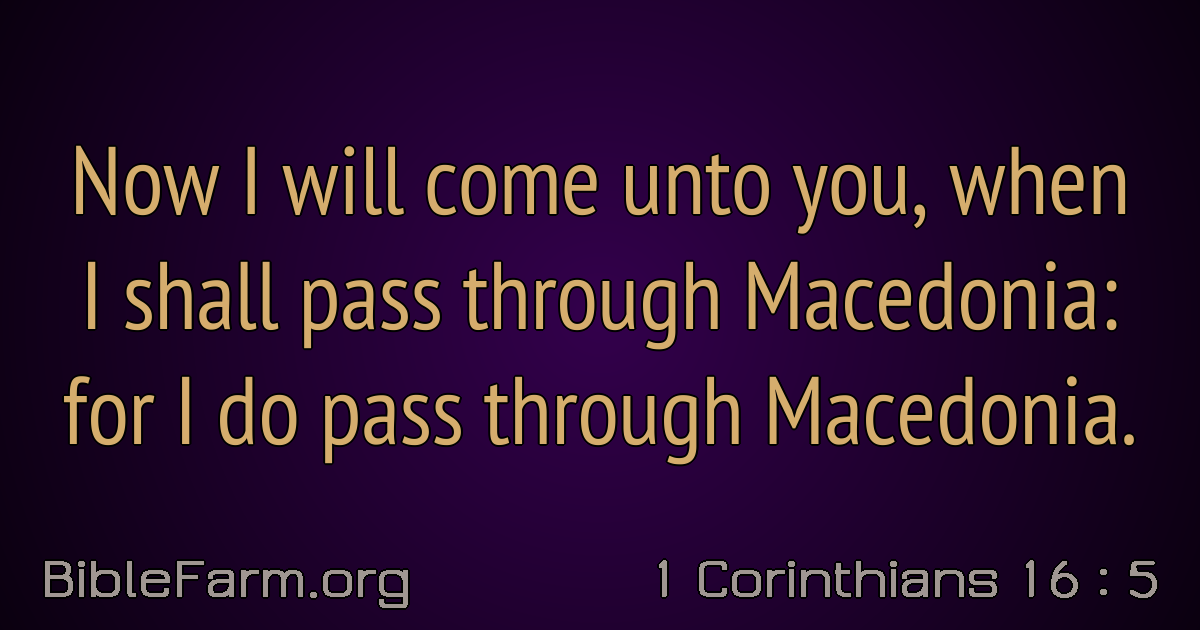 Now I will come unto you, when
I shall pass through Macedonia:
for I do pass through Macedonia.
BibleFarm.org
1 Corinthians 16 : 5